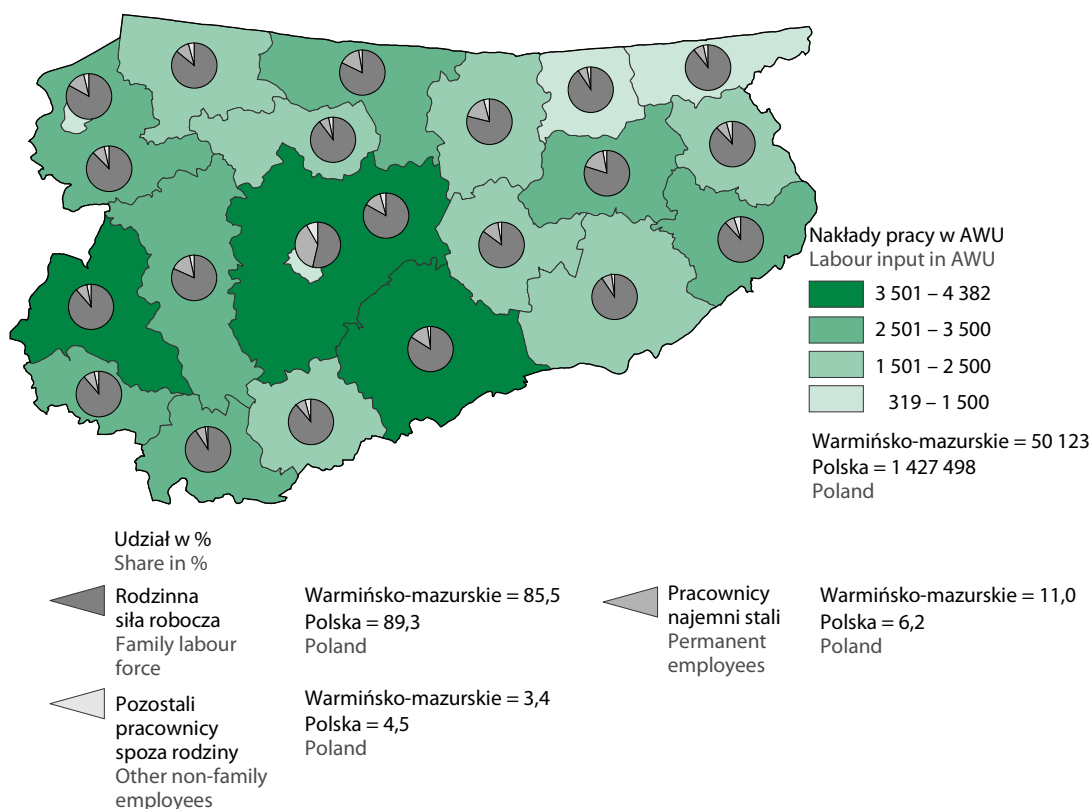 Nakłady pracy w AWU
Labour input in AWU
3 501 – 4 382
2 501 – 3 500
1 501 – 2 500
319 – 1 500
Warmińsko-mazurskie = 50 123
Polska = 1 427 498
Poland
Udział w %
Share in %
Rodzinna
siła robocza
Family labour
force
Warmińsko-mazurskie = 85,5
Polska = 89,3
Poland
Pracownicy
najemni stali
Permanent
employees
Warmińsko-mazurskie = 11,0
Polska = 6,2
Poland
Pozostali
pracownicy
spoza rodziny
Other non-family
employees
Warmińsko-mazurskie = 3,4
Polska = 4,5
Poland